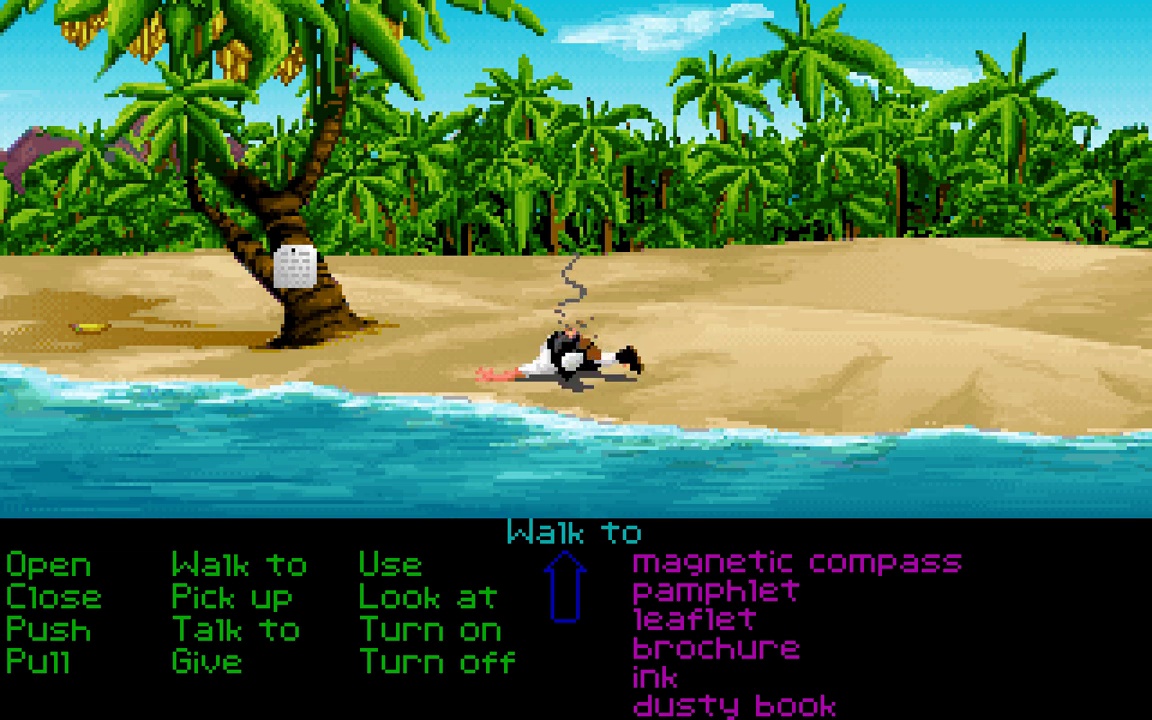 Walk to
Open Walk to Use
Close Pick up Look at
Push Talk to Turn on
Pull Give Turn off
magnetic compass
pamphlet
leaflet
brochure
ink
dusty book